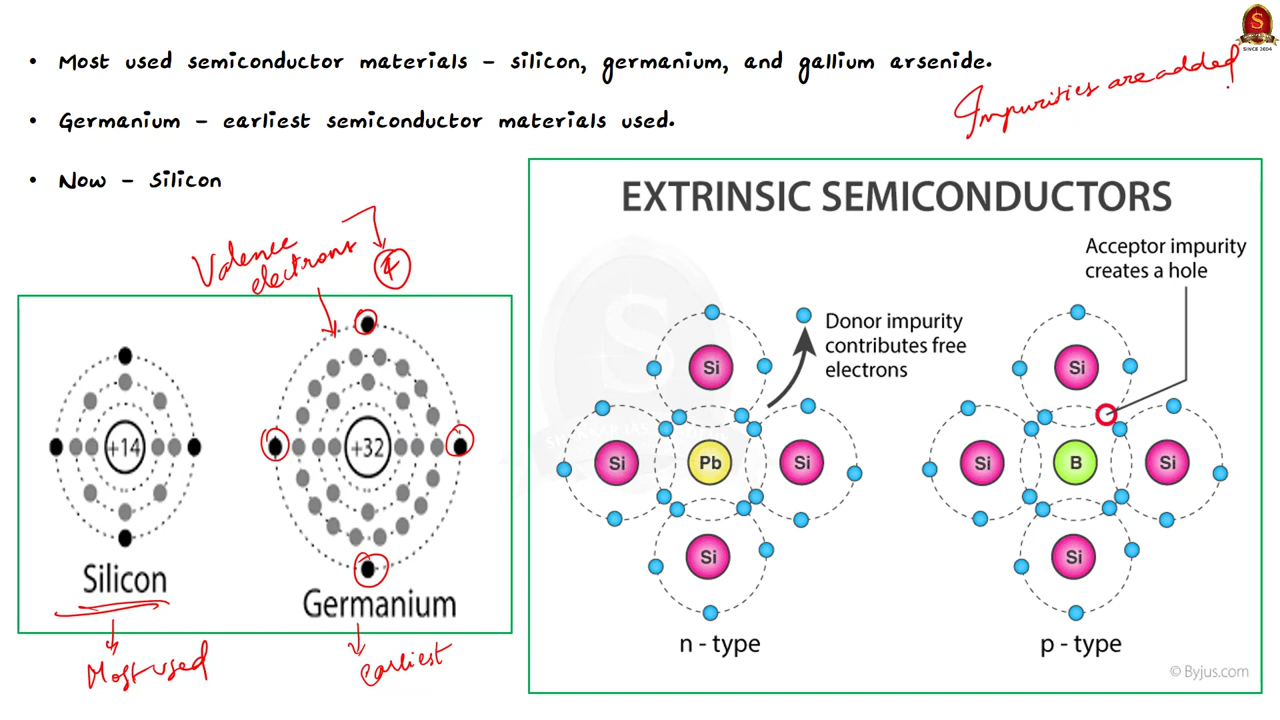 • Most used semiconductor materials – silicon, germanium, and gallium arsenide.
Impurities are added
• Germanium – earliest semiconductor materials used.
• Now – Silicon
Valence
electrons
4
+14
+32
Silicon
Germanium
Most used
Earliest
EXTRINSIC SEMICONDUCTORS
Acceptor impurity
creates a hole
Donor impurity
contributes free
electrons
Si
Si
Si Pb Si
Si B Si
Si
Si
n - type
p - type
© Byjus.com
S
SINCE 2004